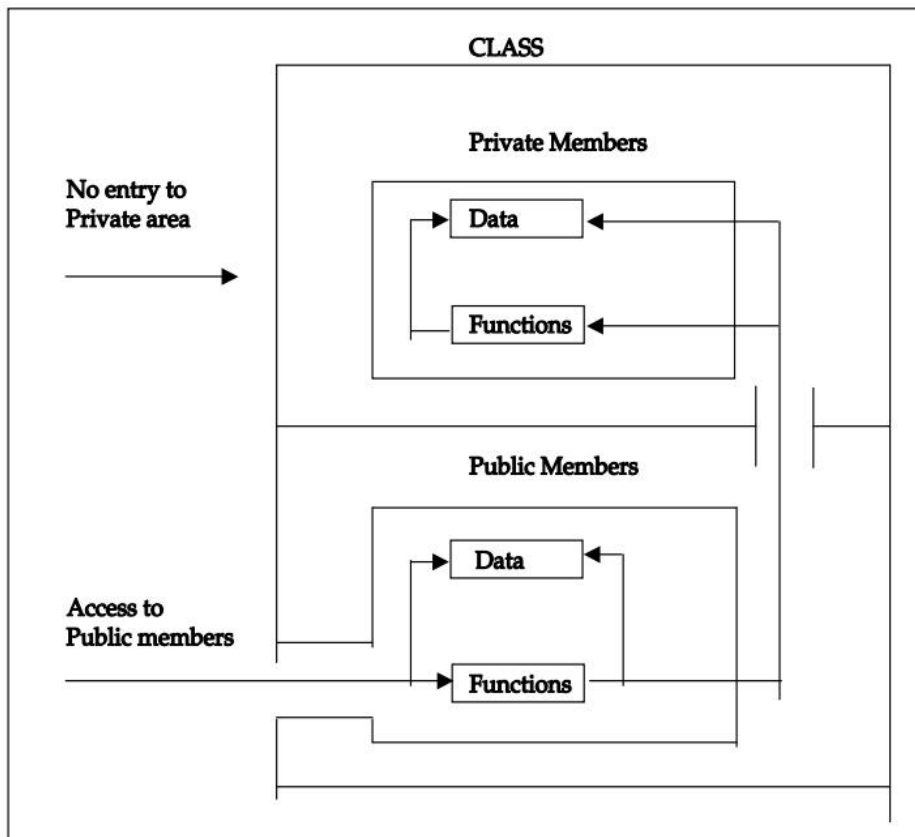 CLASS
Private Members
No entry to
Private area
Data
Functions
Public Members
Data
Access to
Public members
Functions